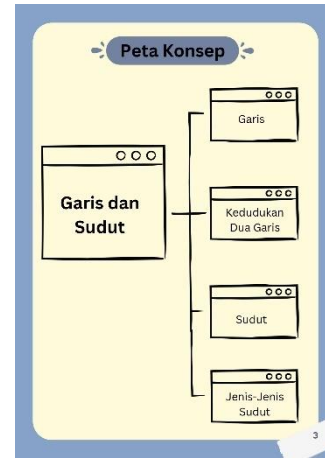 Peta Konsep
Garis dan
Sudut
Garis
Kedudukan
Dua Garis
Sudut
Jenis-Jenis
Sudut
3